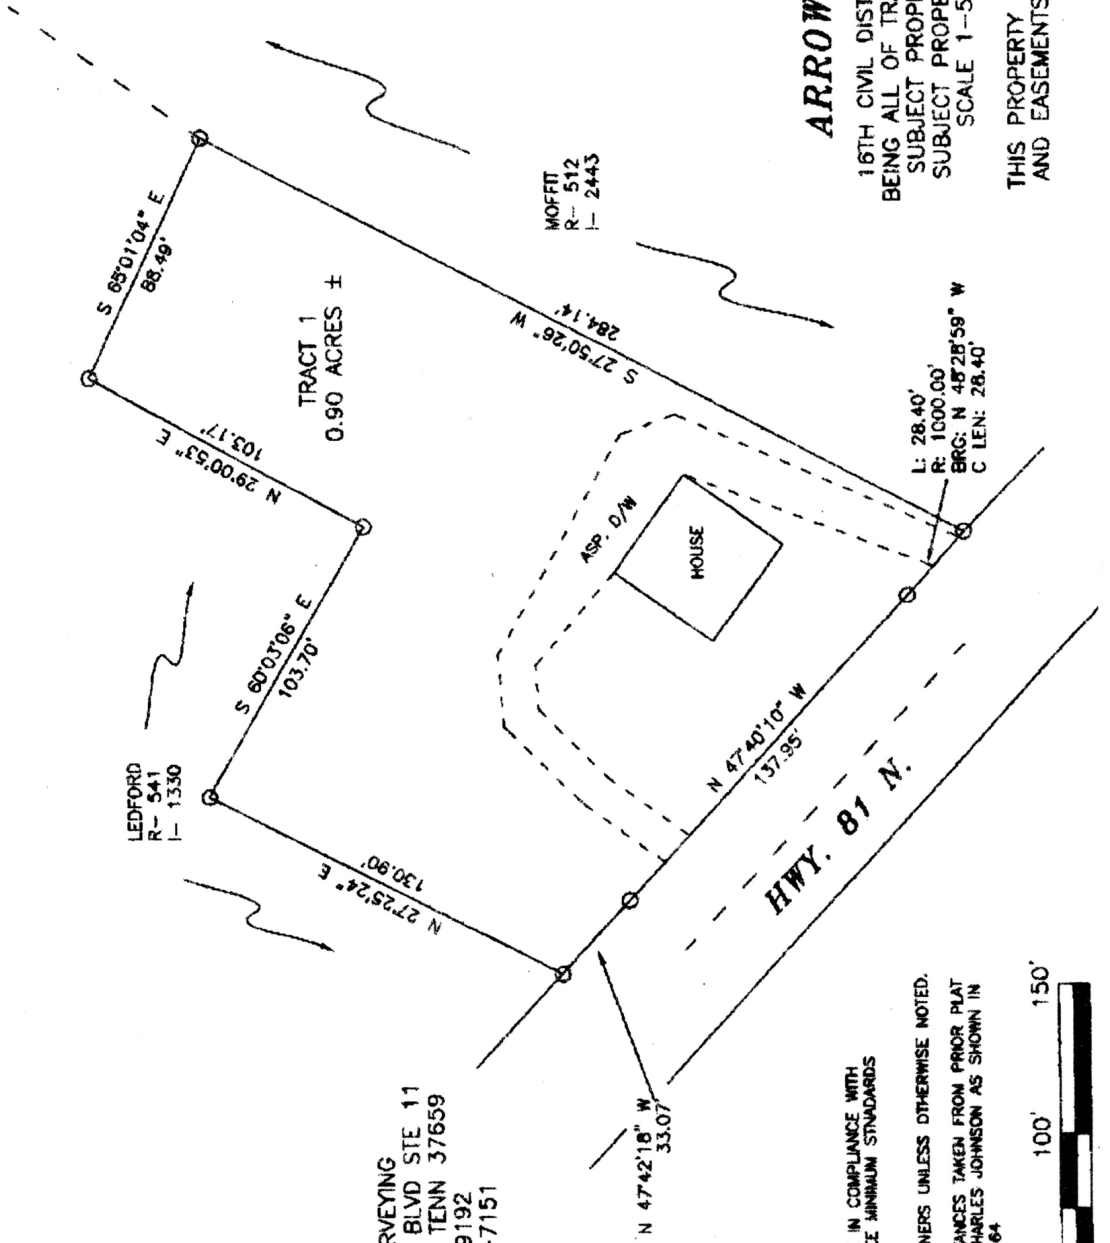 ARROW
16TH CIVIL DIST
BEING ALL OF TRA
SUBJECT PROPE
SUBJECT PROPE
SCALE 1-5
THIS PROPERTY
AND EASEMENTS
MOFFIT
R- 512
I- 2443
S 65°01'04" E
88.49'
TRACT 1
0.90 ACRES ±
N 29°00'53" E
103.17'
S 27°50'26" W
284.14'
L: 28.40'
R: 1000.00'
BRG: N 48°28'59" W
C LEN: 28.40'
ASP. D/W
HOUSE
S 60°03'06" E
103.70'
LEDFORD
R- 541
I- 1330
N 27°25'24" E
130.90'
N 47°40'10" W
137.95'
HWY. 81 N.
N 47°42'18" W
33.07'
RVEYING
BLVD STE 11
TENN 37659
9192
-7151
IN COMPLIANCE WITH
E MINIMUM STNADARDS
NERS UNLESS OTHERWISE NOTED.
ANCES TAKEN FROM PRIOR PLAT
HARLES JOHNSON AS SHOWN IN
64
100' 150'